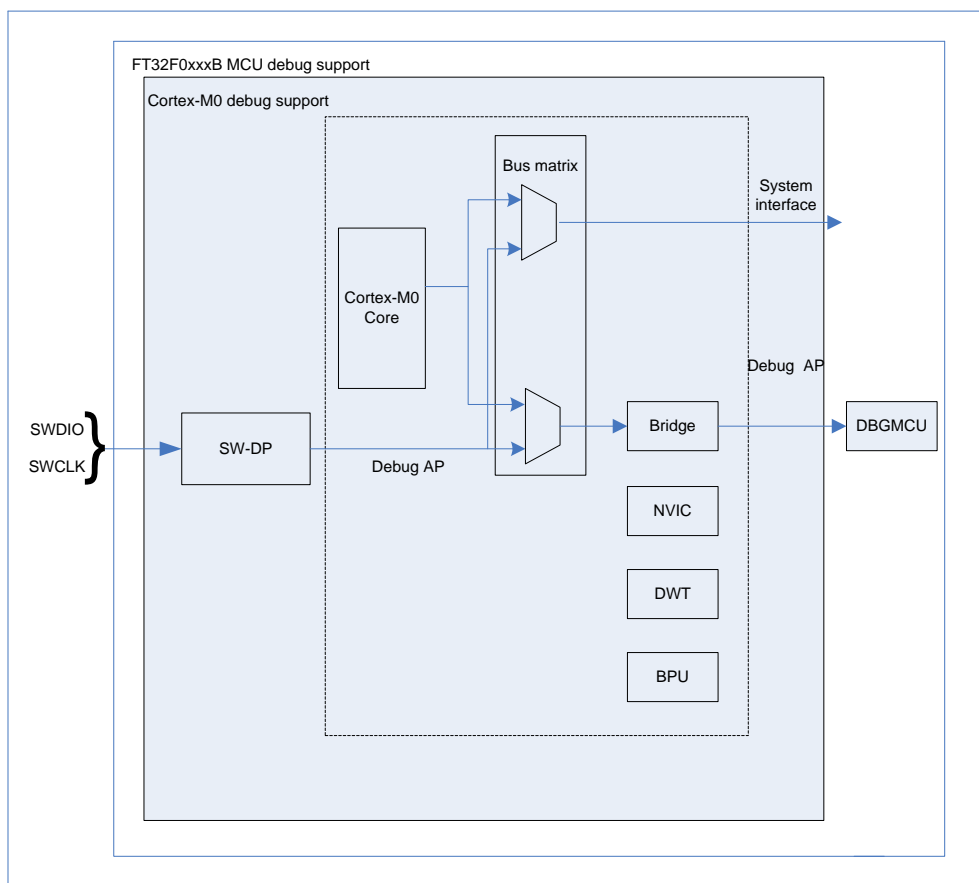 FT32F0xxxB MCU debug support
Cortex-M0 debug support
Bus matrix
System
interface
Cortex-M0
Core
Debug AP
SWDIO
SWCLK
}
SW-DP
Debug AP
Bridge
DBGMCU
NVIC
DWT
BPU